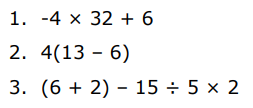 1. -4 × 32 + 6
2. 4(13 – 6)
3. (6 + 2) – 15 ÷ 5 × 2